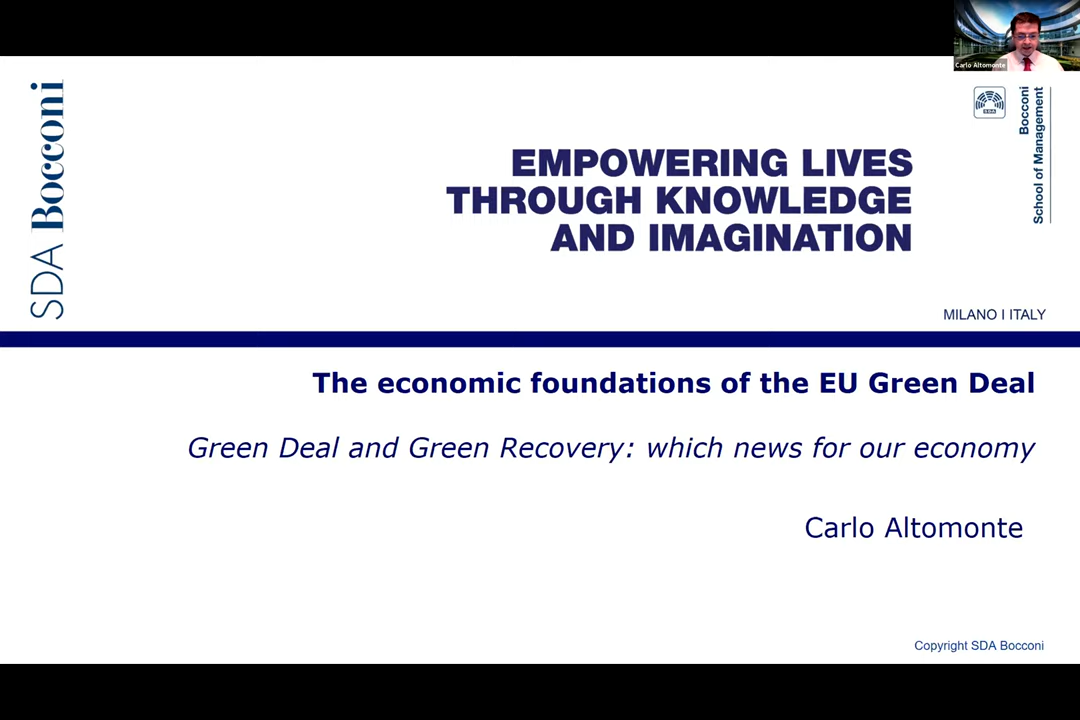 Carlo Altomonte
SDA Bocconi
SDA
Bocconi
School of Management
EMPOWERING LIVES
THROUGH KNOWLEDGE
AND IMAGINATION
MILANO I ITALY
The economic foundations of the EU Green Deal
Green Deal and Green Recovery: which news for our economy
Carlo Altomonte
Copyright SDA Bocconi